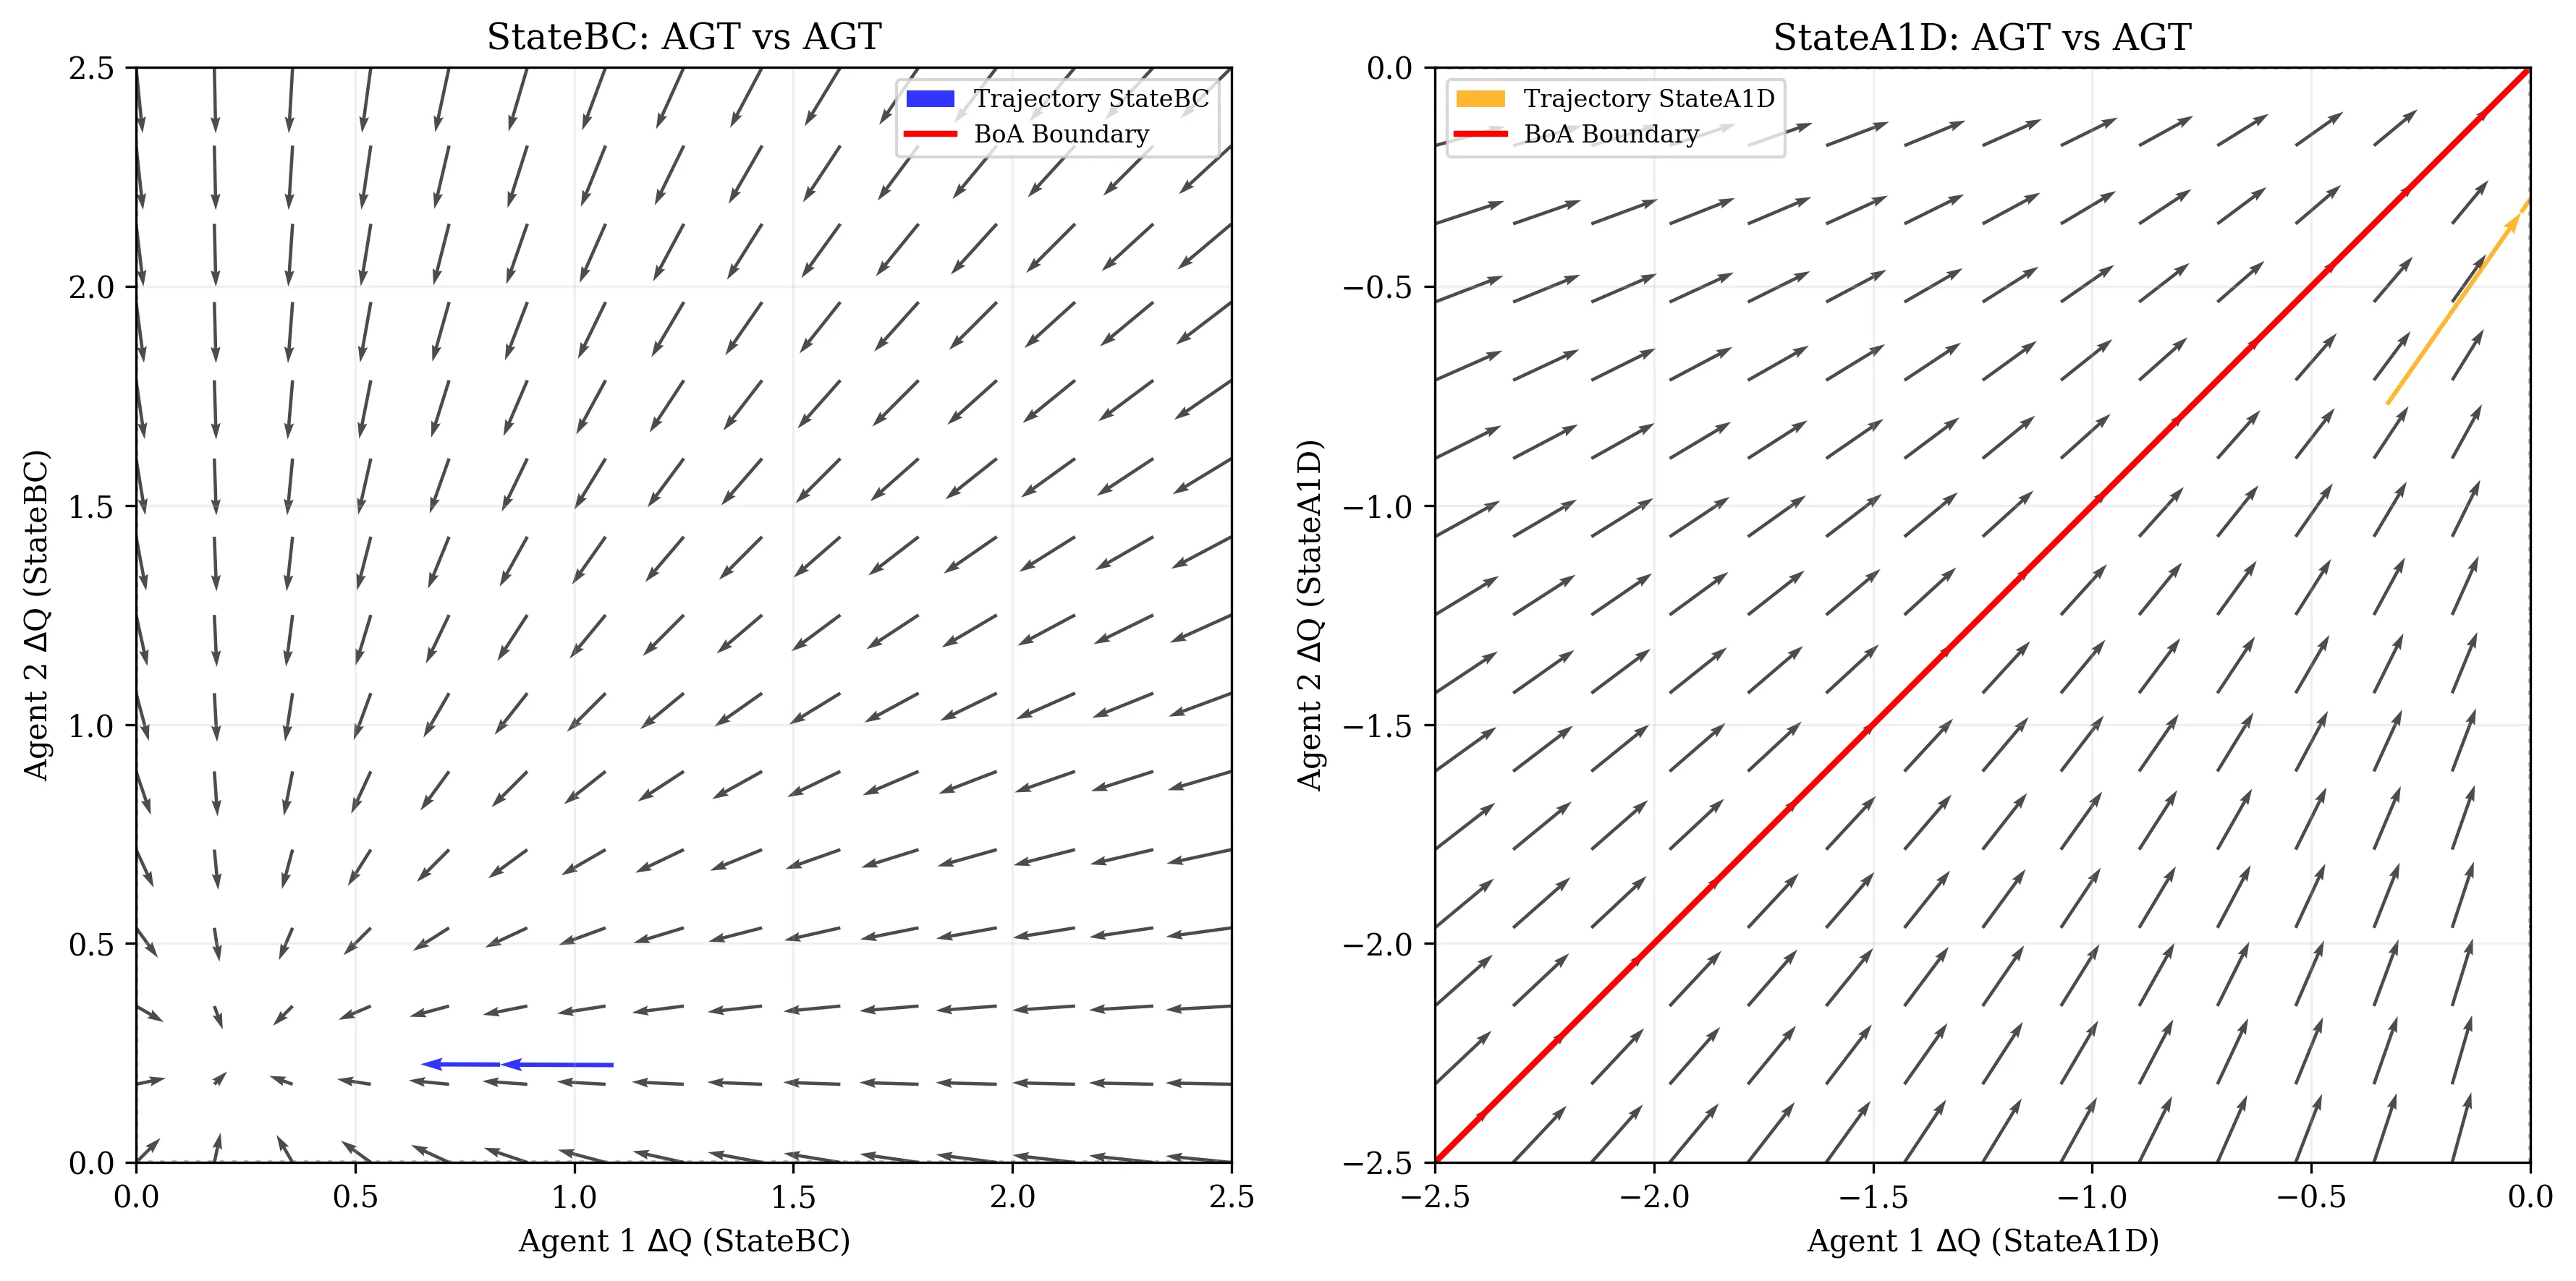 StateBC: AGT vs AGT
2.5
2.0
1.5
1.0
0.5
0.0
Agent 2 ΔQ (StateBC)
Trajectory StateBC
BoA Boundary
0.0
0.5
1.0
1.5
2.0
2.5
Agent 1 ΔQ (StateBC)
StateA1D: AGT vs AGT
0.0
−0.5
−1.0
−1.5
−2.0
−2.5
Agent 2 ΔQ (StateA1D)
Trajectory StateA1D
BoA Boundary
−2.5
−2.0
−1.5
−1.0
−0.5
0.0
Agent 1 ΔQ (StateA1D)